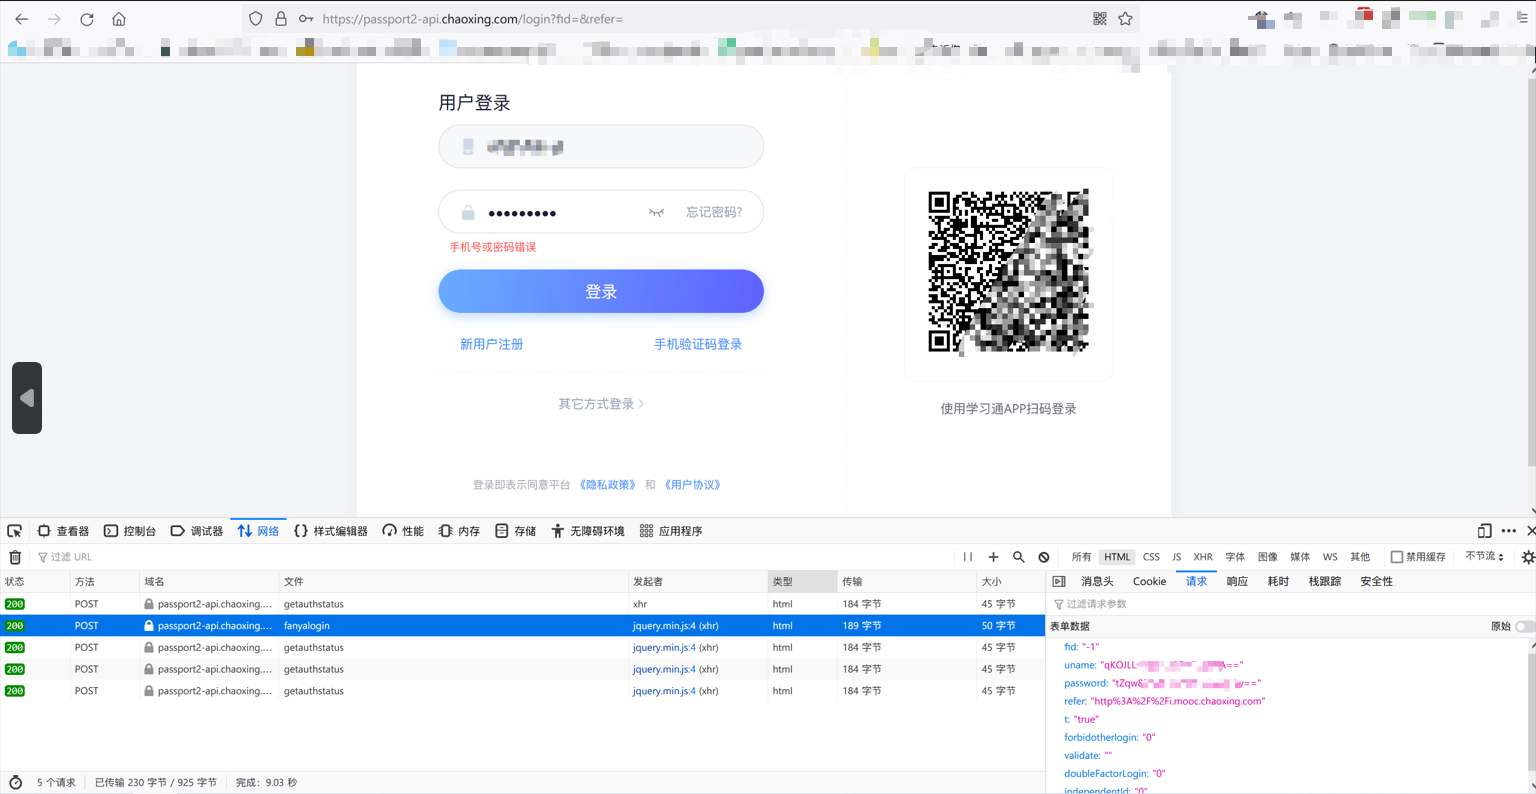 https://passport2-api.chaoxing.com/login?fid=&refer=
用户登录
•••••••••
忘记密码?
手机号或密码错误
登录
新用户注册 手机验证码登录
其它方式登录 >
登录即表示同意平台 《隐私政策》 和 《用户协议》
使用学习通APP扫码登录
查看器 控制台 调试器 网络 样式编辑器 性能 内存 存储 无障碍环境 应用程序
过滤 URL
所有 HTML CSS JS XHR 字体 图像 媒体 WS 其他 禁用缓存 不节流
状态 方法 域名 文件 发起者 类型 传输 大小
200 POST passport2-api.chaoxing.... getauthstatus xhr html 184 字节 45 字节
200 POST passport2-api.chaoxing.... fanyalogin jquery.min.js:4 (xhr) html 189 字节 50 字节
200 POST passport2-api.chaoxing.... getauthstatus jquery.min.js:4 (xhr) html 184 字节 45 字节
200 POST passport2-api.chaoxing.... getauthstatus jquery.min.js:4 (xhr) html 184 字节 45 字节
200 POST passport2-api.chaoxing.... getauthstatus jquery.min.js:4 (xhr) html 184 字节 45 字节
5 个请求 已传输 230 字节 / 925 字节 完成：9.03 秒
消息头 Cookie 请求 响应 耗时 栈跟踪 安全性
过滤请求参数
表单数据 原始
fid: "-1"
uname: "qKOJLL A=="
password: "tZqw8 =="
refer: "http%3A%2F%2Fi.mooc.chaoxing.com"
t: "true"
forbidotherlogin: "0"
validate: ""
doubleFactorLogin: "0"
independentId: "0"